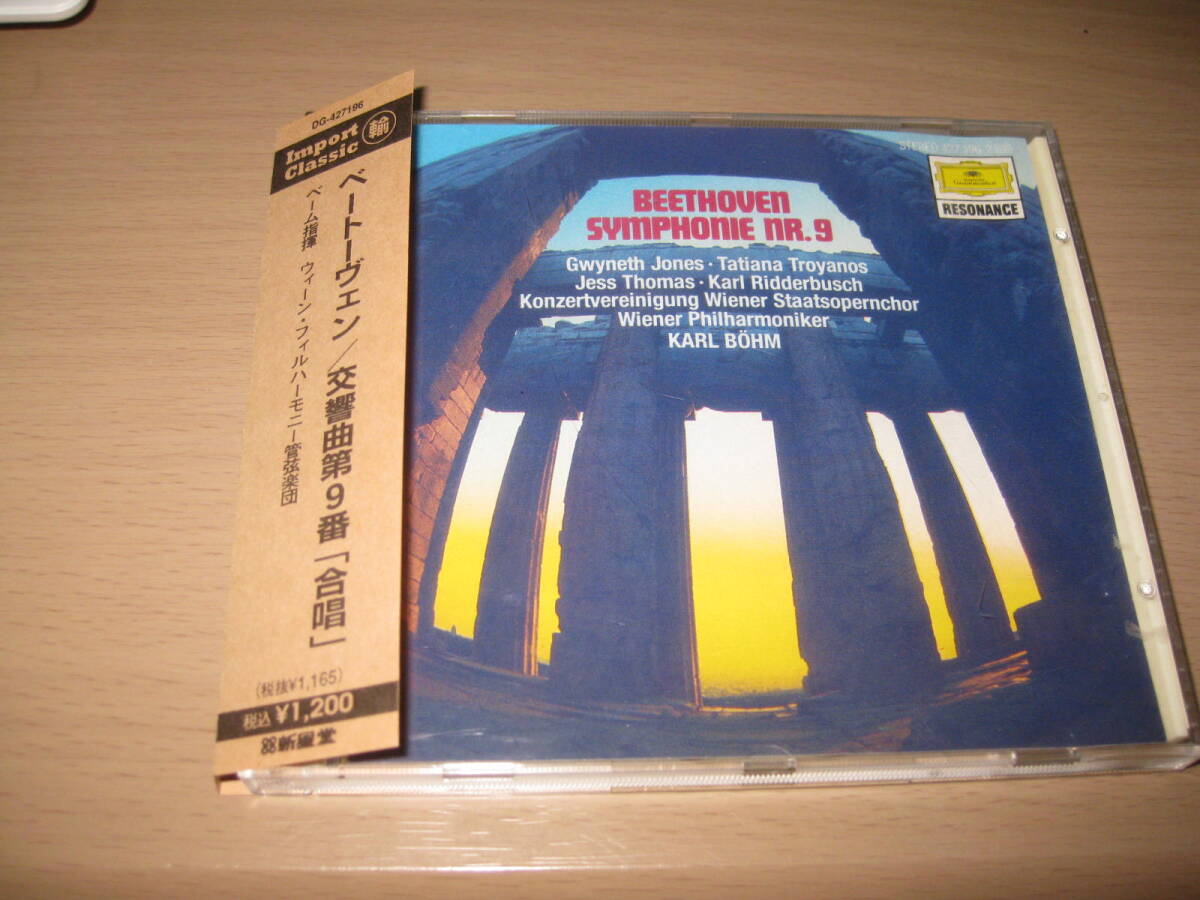 DG-427196
Import
Classic
輸
ベートーヴェン/交響曲第9番「合唱」
ベーム指揮 ウィーン・フィルハーモニー管弦楽団
(税抜¥1,165)
税込 ¥1,200
新星堂
STEREO 427 196-2
RESONANCE
BEETHOVEN
SYMPHONIE NR. 9
Gwyneth Jones · Tatiana Troyanos
Jess Thomas · Karl Ridderbusch
Konzertvereinigung Wiener Staatsopernchor
Wiener Philharmoniker
KARL BÖHM